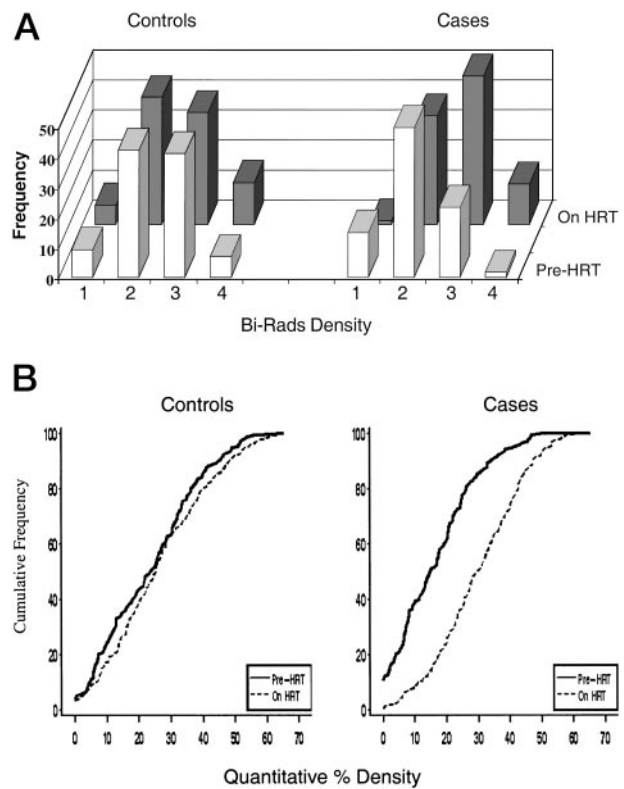 A
Controls
Cases
Frequency
50
40
30
20
10
0
1 2 3 4 1 2 3 4
On HRT
Pre-HRT
Bi-Rads Density
B
Controls
Cases
Cumulative Frequency
100
80
60
40
20
0
Pre-HRT
On HRT
0 10 20 30 40 50 60 70
100
80
60
40
20
0
Pre-HRT
On HRT
0 10 20 30 40 50 60 70
Quantitative % Density